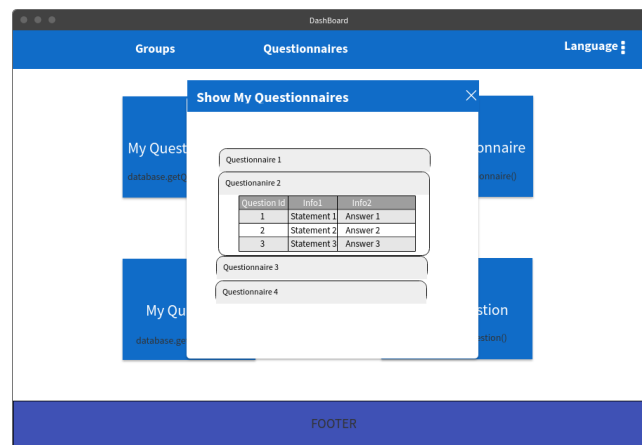 DashBoard
Groups
Questionnaires
Language
Show My Questionnaires
My Quest
onnaire
database.getQ
onnaire()
Questionnaire 1
Questionanire 2
Question Id Info1 Info2
1 Statement 1 Answer 1
2 Statement 2 Answer 2
3 Statement 3 Answer 3
Questionnaire 3
Questionnaire 4
My Qu
stion
database.ge
estion()
FOOTER